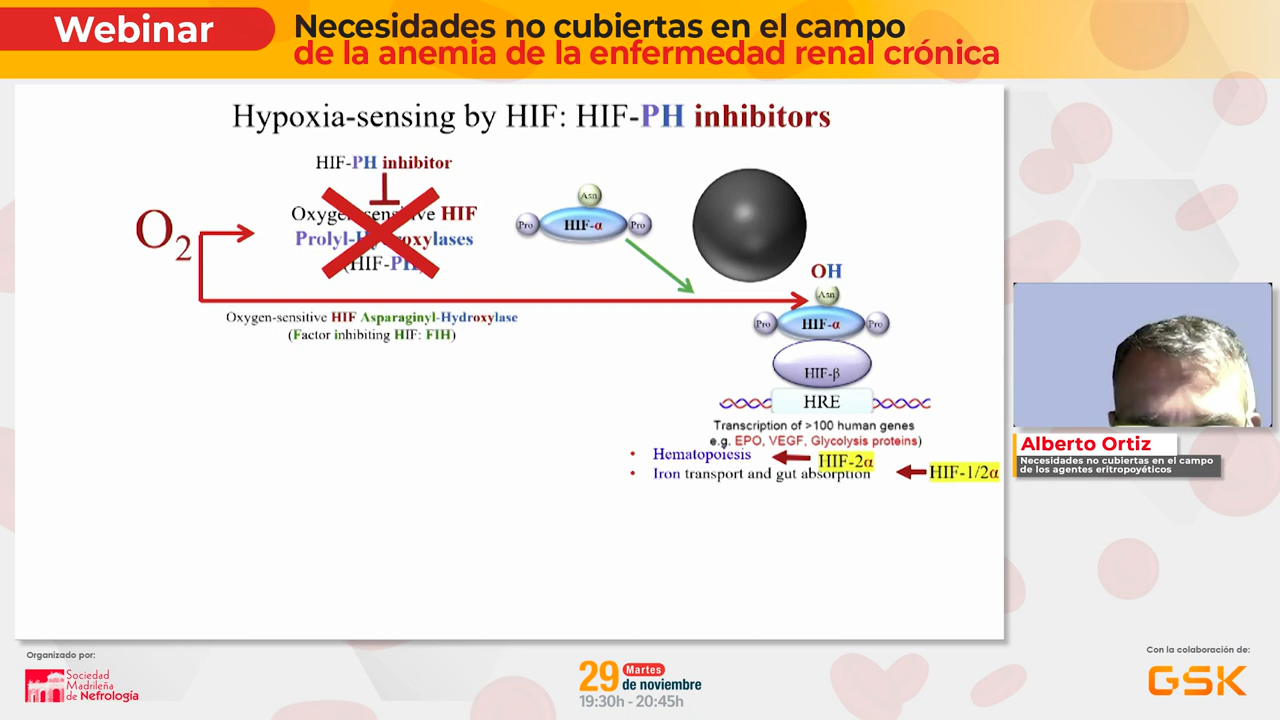 Webinar
Necesidades no cubiertas en el campo
de la anemia de la enfermedad renal crónica
Hypoxia-sensing by HIF: HIF-PH inhibitors
HIF-PH inhibitor
O2
Oxygen-sensitive HIF
Prolyl-Hydroxylases
(HIF-PH)
Asn
Pro
HIF-α
Pro
OH
Asn
Pro
HIF-α
Pro
HIF-β
HRE
Oxygen-sensitive HIF Asparaginyl-Hydroxylase
(Factor inhibiting HIF: FIH)
Transcription of >100 human genes
e.g. EPO, VEGF, Glycolysis proteins)
• Hematopoiesis
HIF-2α
• Iron transport and gut absorption
HIF-1/2α
Alberto Ortiz
Necesidades no cubiertas en el campo
de los agentes eritropoyéticos
Organizado por:
Sociedad
Madrileña
de Nefrología
29
Martes
de noviembre
19:30h - 20:45h
Con la colaboración de:
GSK